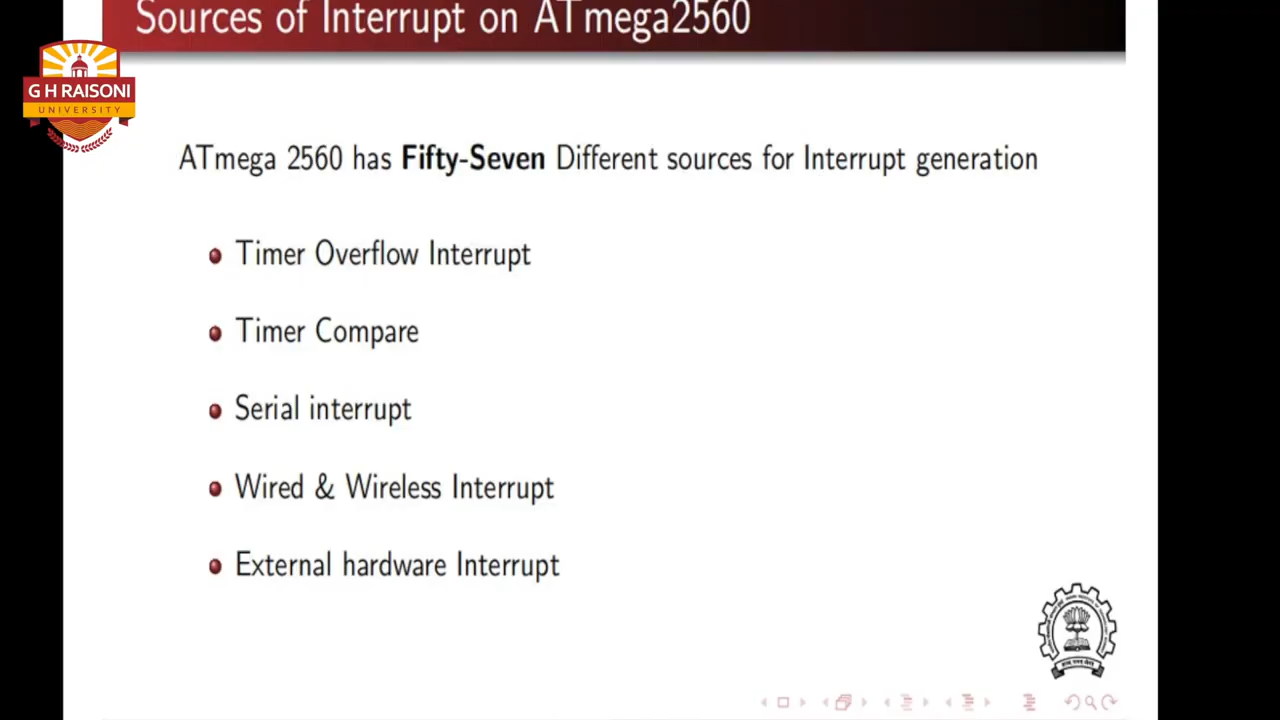 Sources of Interrupt on ATmega2560
G H RAISONI
UNIVERSITY
ATmega 2560 has Fifty-Seven Different sources for Interrupt generation
Timer Overflow Interrupt
Timer Compare
Serial interrupt
Wired & Wireless Interrupt
External hardware Interrupt